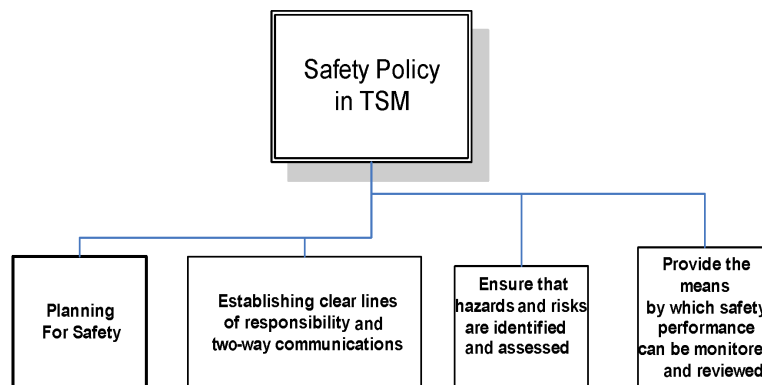 Safety Policy
in TSM
Planning
For Safety
Establishing clear lines
of responsibility and
two-way communications
Ensure that
hazards and risks
are identified
and assessed
Provide the
means
by which safety
performance
can be monitored
and reviewed